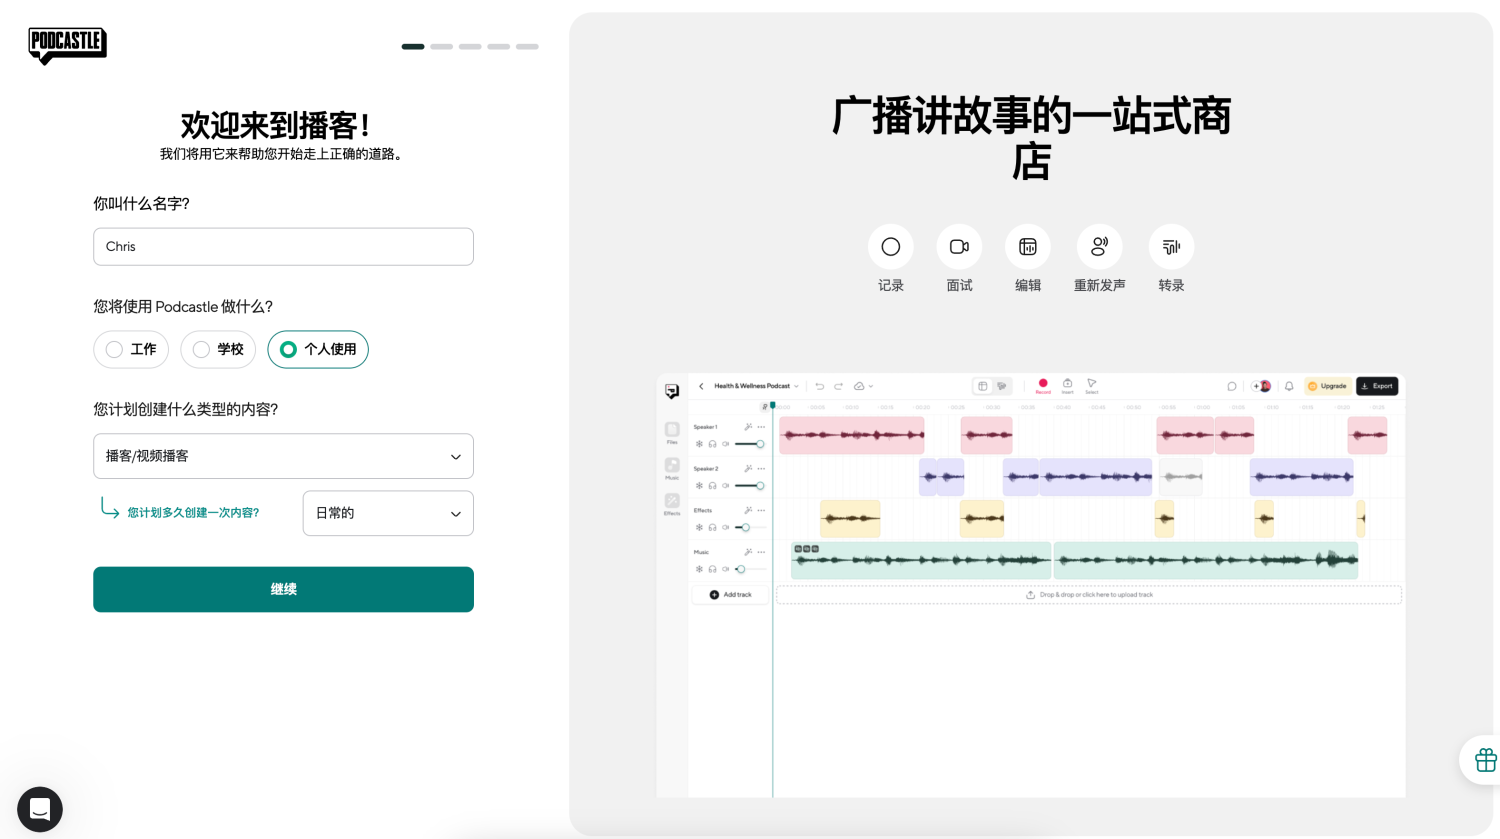 PODCASTLE
欢迎来到播客！
我们将用它来帮助您开始走上正确的道路。
你叫什么名字?
Chris
您将使用 Podcastle 做什么?
工作
学校
个人使用
您计划创建什么类型的内容?
播客/视频播客
您计划多久创建一次内容?
日常的
继续
广播讲故事的一站式商
店
记录
面试
编辑
重新发声
转录
Health & Wellness Podcast
Record
Insert
Select
Upgrade
Export
Files
Music
Effects
Speaker 1
Speaker 2
Effects
Music
Add track
Drop & drop or click here to upload track